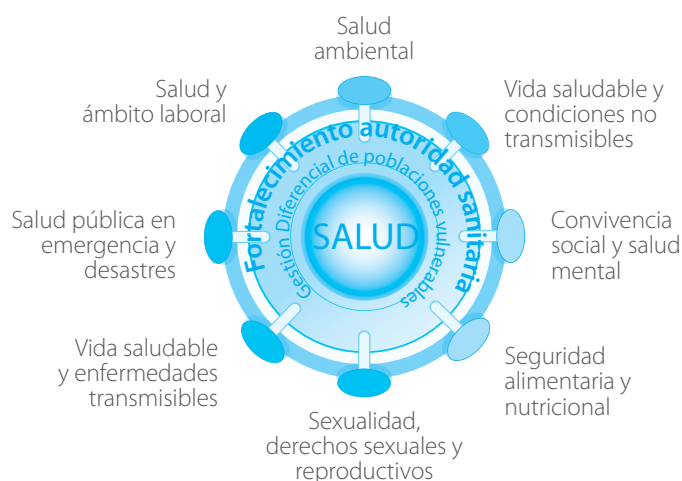 Salud
ambiental
Salud y
ámbito laboral
Vida saludable y
condiciones no
transmisibles
Fortalecimiento autoridad sanitaria
Gestión Diferencial de poblaciones vulnerables
SALUD
Salud pública en
emergencia y
desastres
Convivencia
social y salud
mental
Vida saludable
y enfermedades
transmisibles
Seguridad
alimentaria y
nutricional
Sexualidad,
derechos sexuales y
reproductivos